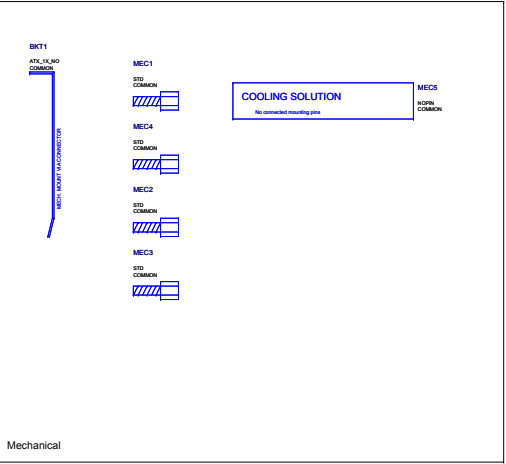 BKT1
ATX_1X_NO
COMMON
MECH. MOUNT VIA CONNECTOR
MEC1
STD
COMMON
MEC4
STD
COMMON
MEC2
STD
COMMON
MEC3
STD
COMMON
COOLING SOLUTION
No connected mounting pins
MEC5
NOPIN
COMMON
Mechanical